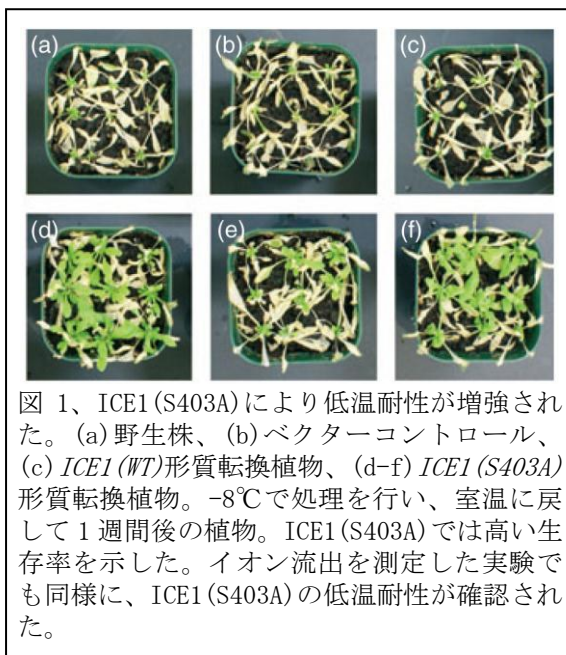 (a)
(b)
(c)
(d)
(e)
(f)
図 1、ICE1(S403A)により低温耐性が増強され
た。(a)野生株、(b)ベクターコントロール、
(c)ICE1(WT)形質転換植物、(d-f)ICE1(S403A)
形質転換植物。-8℃で処理を行い、室温に戻
して 1 週間後の植物。ICE1(S403A)では高い生
存率を示した。イオン流出を測定した実験で
も同様に、ICE1(S403A)の低温耐性が確認され
た。